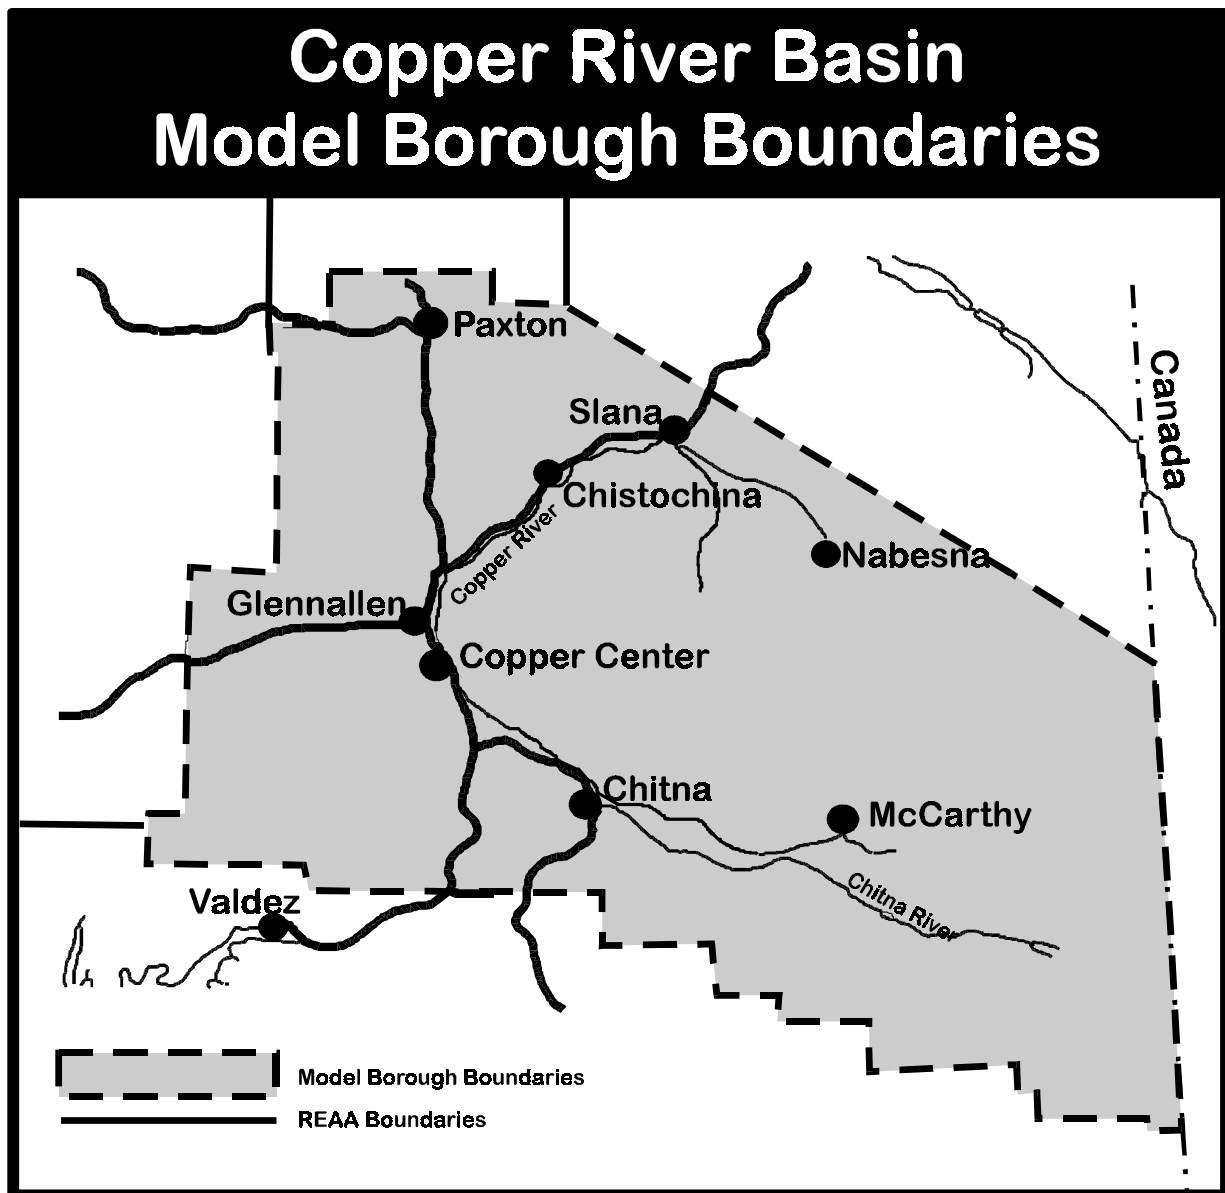 Copper River Basin
Model Borough Boundaries
Paxton
Canada
Slana
Chistochina
Copper River
Nabesna
Glennallen
Copper Center
Chitna
McCarthy
Chitna River
Valdez
Model Borough Boundaries
REAA Boundaries